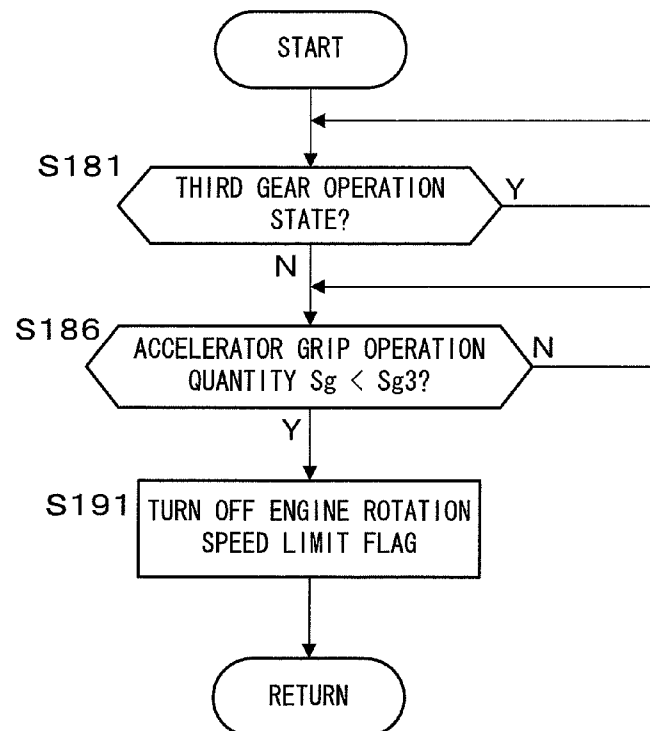 START
S181
THIRD GEAR OPERATION
STATE?
Y
N
S186
ACCELERATOR GRIP OPERATION
QUANTITY Sg < Sg3?
N
Y
S191
TURN OFF ENGINE ROTATION
SPEED LIMIT FLAG
RETURN